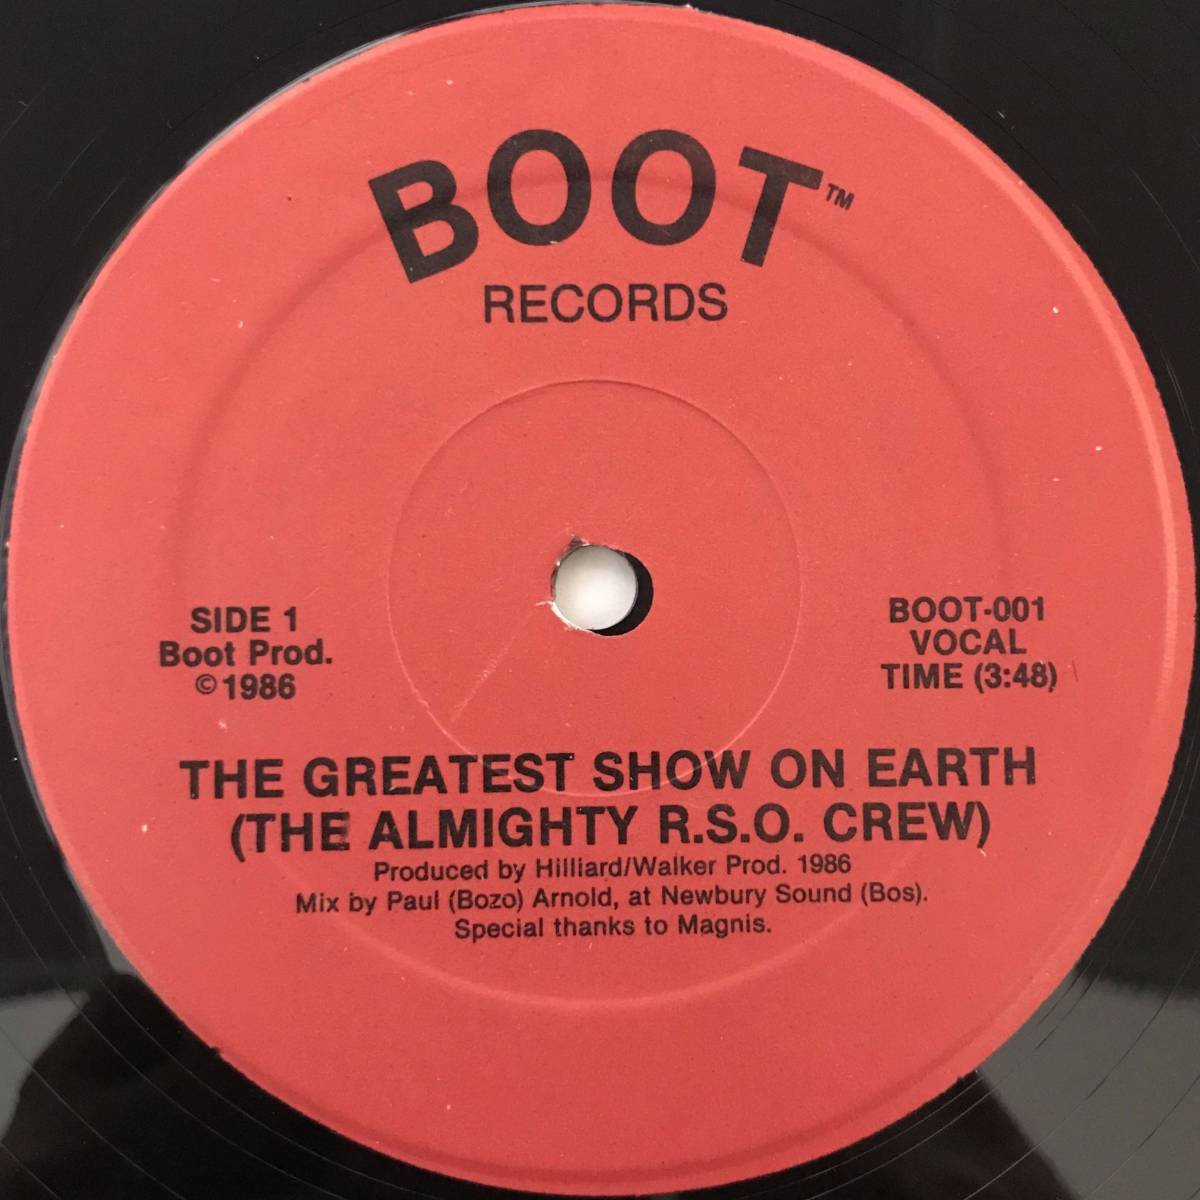 BOOT™
RECORDS
SIDE 1
Boot Prod.
©1986
BOOT-001
VOCAL
TIME (3:48)
THE GREATEST SHOW ON EARTH
(THE ALMIGHTY R.S.O. CREW)
Produced by Hilliard/Walker Prod. 1986
Mix by Paul (Bozo) Arnold, at Newbury Sound (Bos).
Special thanks to Magnis.